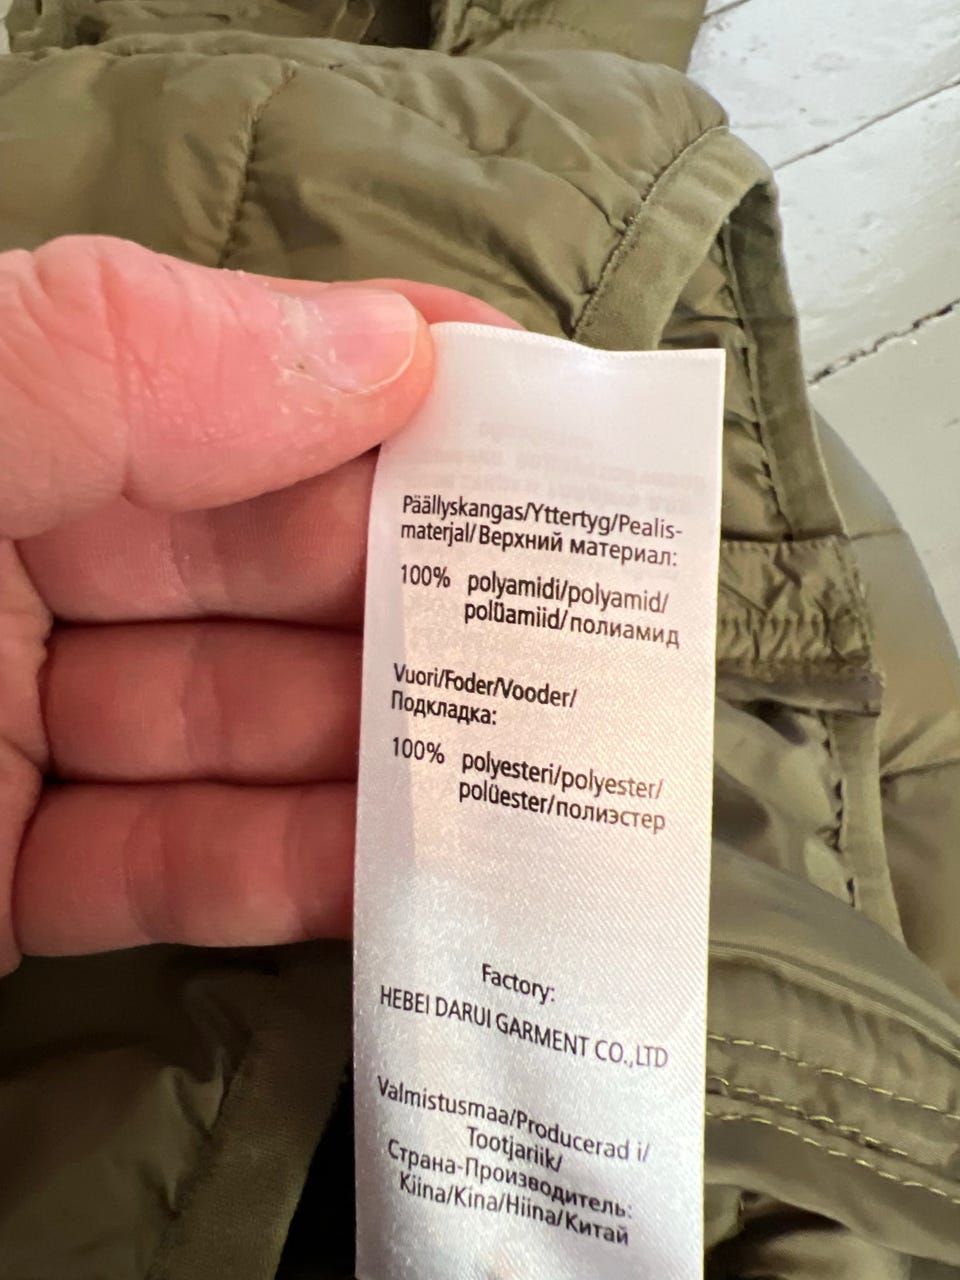 Päällyskangas/Yttertyg/Pealis-
materjal/Верхний материал:
100% polyamidi/polyamid/
polüamiid/полиамид
Vuori/Foder/Vooder/
Подкладка:
100% polyesteri/polyester/
polüester/полиэстер
Factory:
HEBEI DARUI GARMENT CO.,LTD
Valmistusmaa/Producerad i/
Tootjariik/
Страна-Производитель:
Kiina/Kina/Hiina/Китай